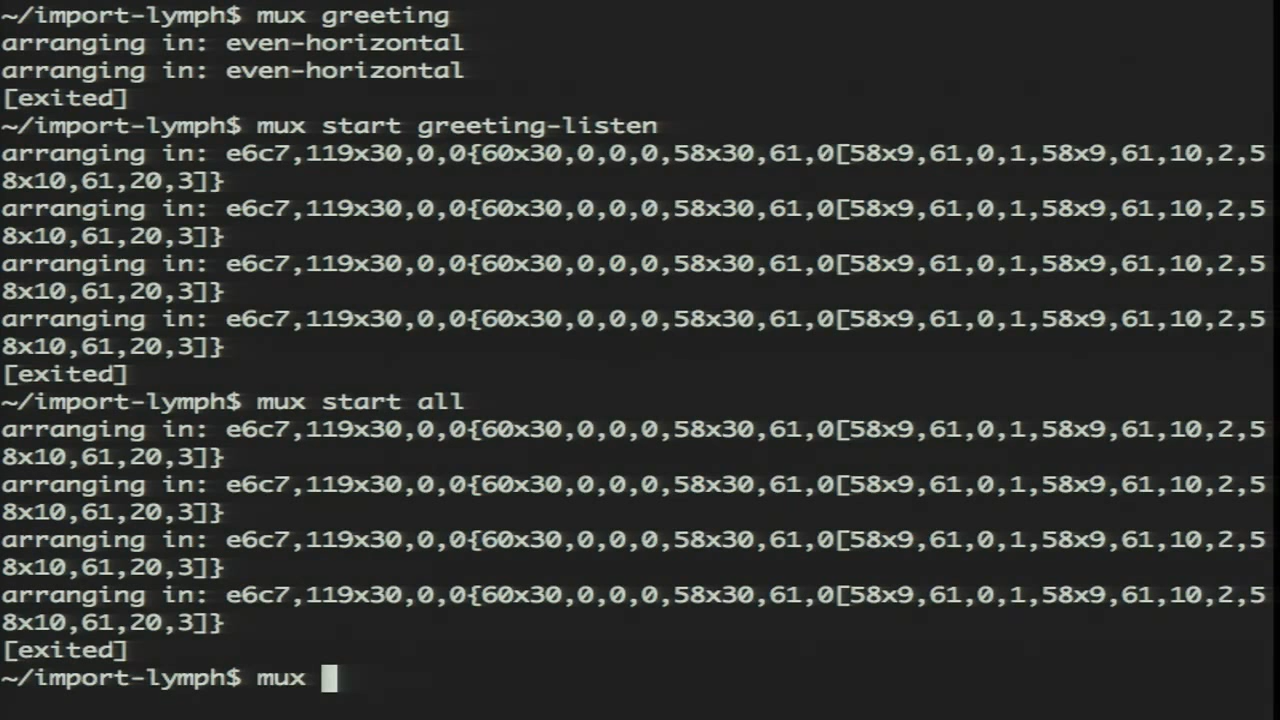 ~/import-lymph$ mux greeting
arranging in: even-horizontal
arranging in: even-horizontal
[exited]
~/import-lymph$ mux start greeting-listen
arranging in: e6c7,119x30,0,0{60x30,0,0,0,58x30,61,0[58x9,61,0,1,58x9,61,10,2,5
8x10,61,20,3]}
arranging in: e6c7,119x30,0,0{60x30,0,0,0,58x30,61,0[58x9,61,0,1,58x9,61,10,2,5
8x10,61,20,3]}
arranging in: e6c7,119x30,0,0{60x30,0,0,0,58x30,61,0[58x9,61,0,1,58x9,61,10,2,5
8x10,61,20,3]}
arranging in: e6c7,119x30,0,0{60x30,0,0,0,58x30,61,0[58x9,61,0,1,58x9,61,10,2,5
8x10,61,20,3]}
[exited]
~/import-lymph$ mux start all
arranging in: e6c7,119x30,0,0{60x30,0,0,0,58x30,61,0[58x9,61,0,1,58x9,61,10,2,5
8x10,61,20,3]}
arranging in: e6c7,119x30,0,0{60x30,0,0,0,58x30,61,0[58x9,61,0,1,58x9,61,10,2,5
8x10,61,20,3]}
arranging in: e6c7,119x30,0,0{60x30,0,0,0,58x30,61,0[58x9,61,0,1,58x9,61,10,2,5
8x10,61,20,3]}
arranging in: e6c7,119x30,0,0{60x30,0,0,0,58x30,61,0[58x9,61,0,1,58x9,61,10,2,5
8x10,61,20,3]}
[exited]
~/import-lymph$ mux